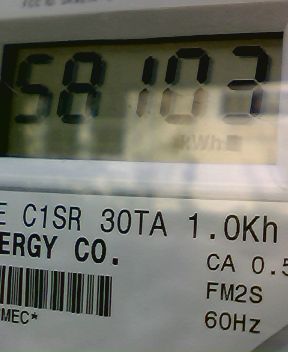 58103
kWh
E C1SR 30TA 1.0Kh
ERGY CO.
CA 0.5
FM2S
MEC*
60Hz